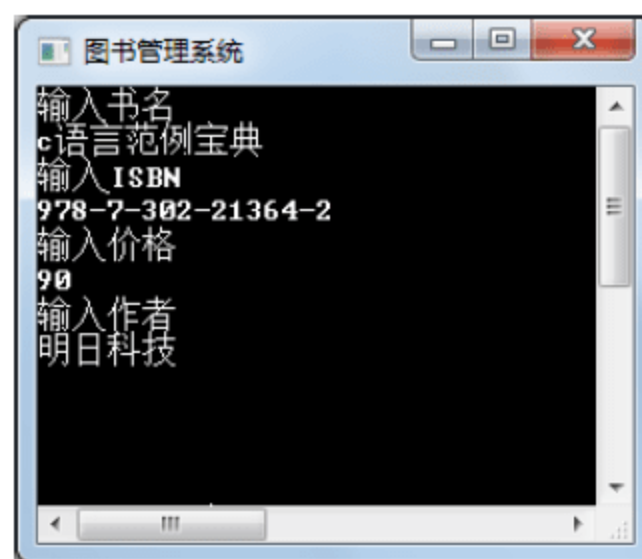 图书管理系统
输入书名
c语言范例宝典
输入ISBN
978-7-302-21364-2
输入价格
90
输入作者
明日科技